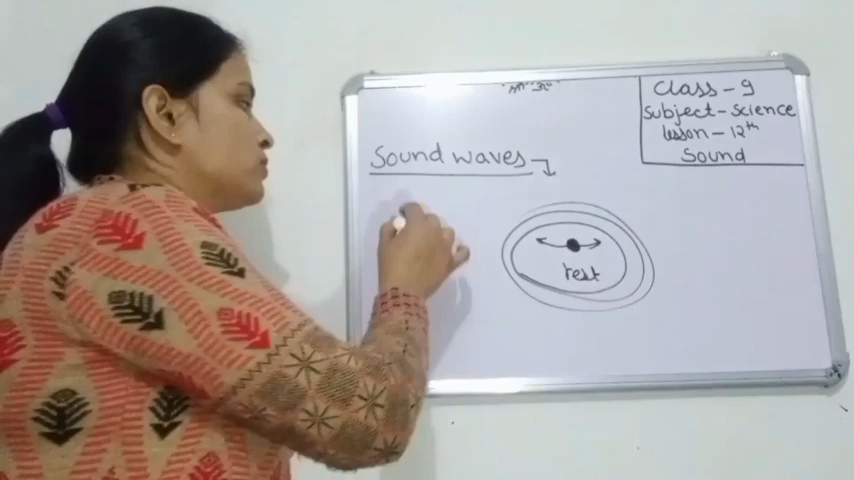 Class - 9
Subject - Science
lesson - 12th
Sound
Sound waves
rest